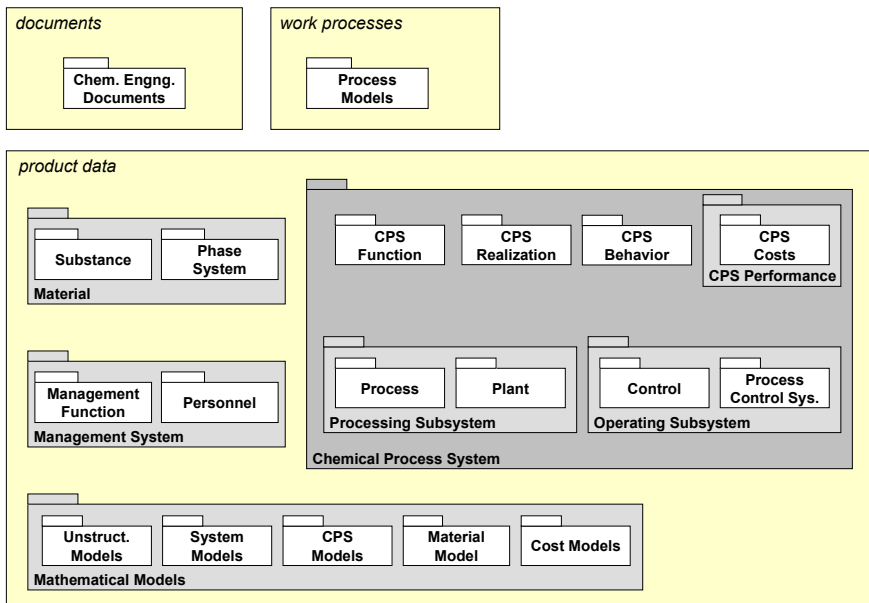 documents
Chem. Engng.
Documents
work processes
Process
Models
product data
Substance
Phase
System
Material
CPS
Function
CPS
Realization
CPS
Behavior
CPS
Costs
CPS Performance
Management
Function
Personnel
Management System
Process
Plant
Processing Subsystem
Control
Process
Control Sys.
Operating Subsystem
Chemical Process System
Unstruct.
Models
System
Models
CPS
Models
Material
Model
Cost Models
Mathematical Models